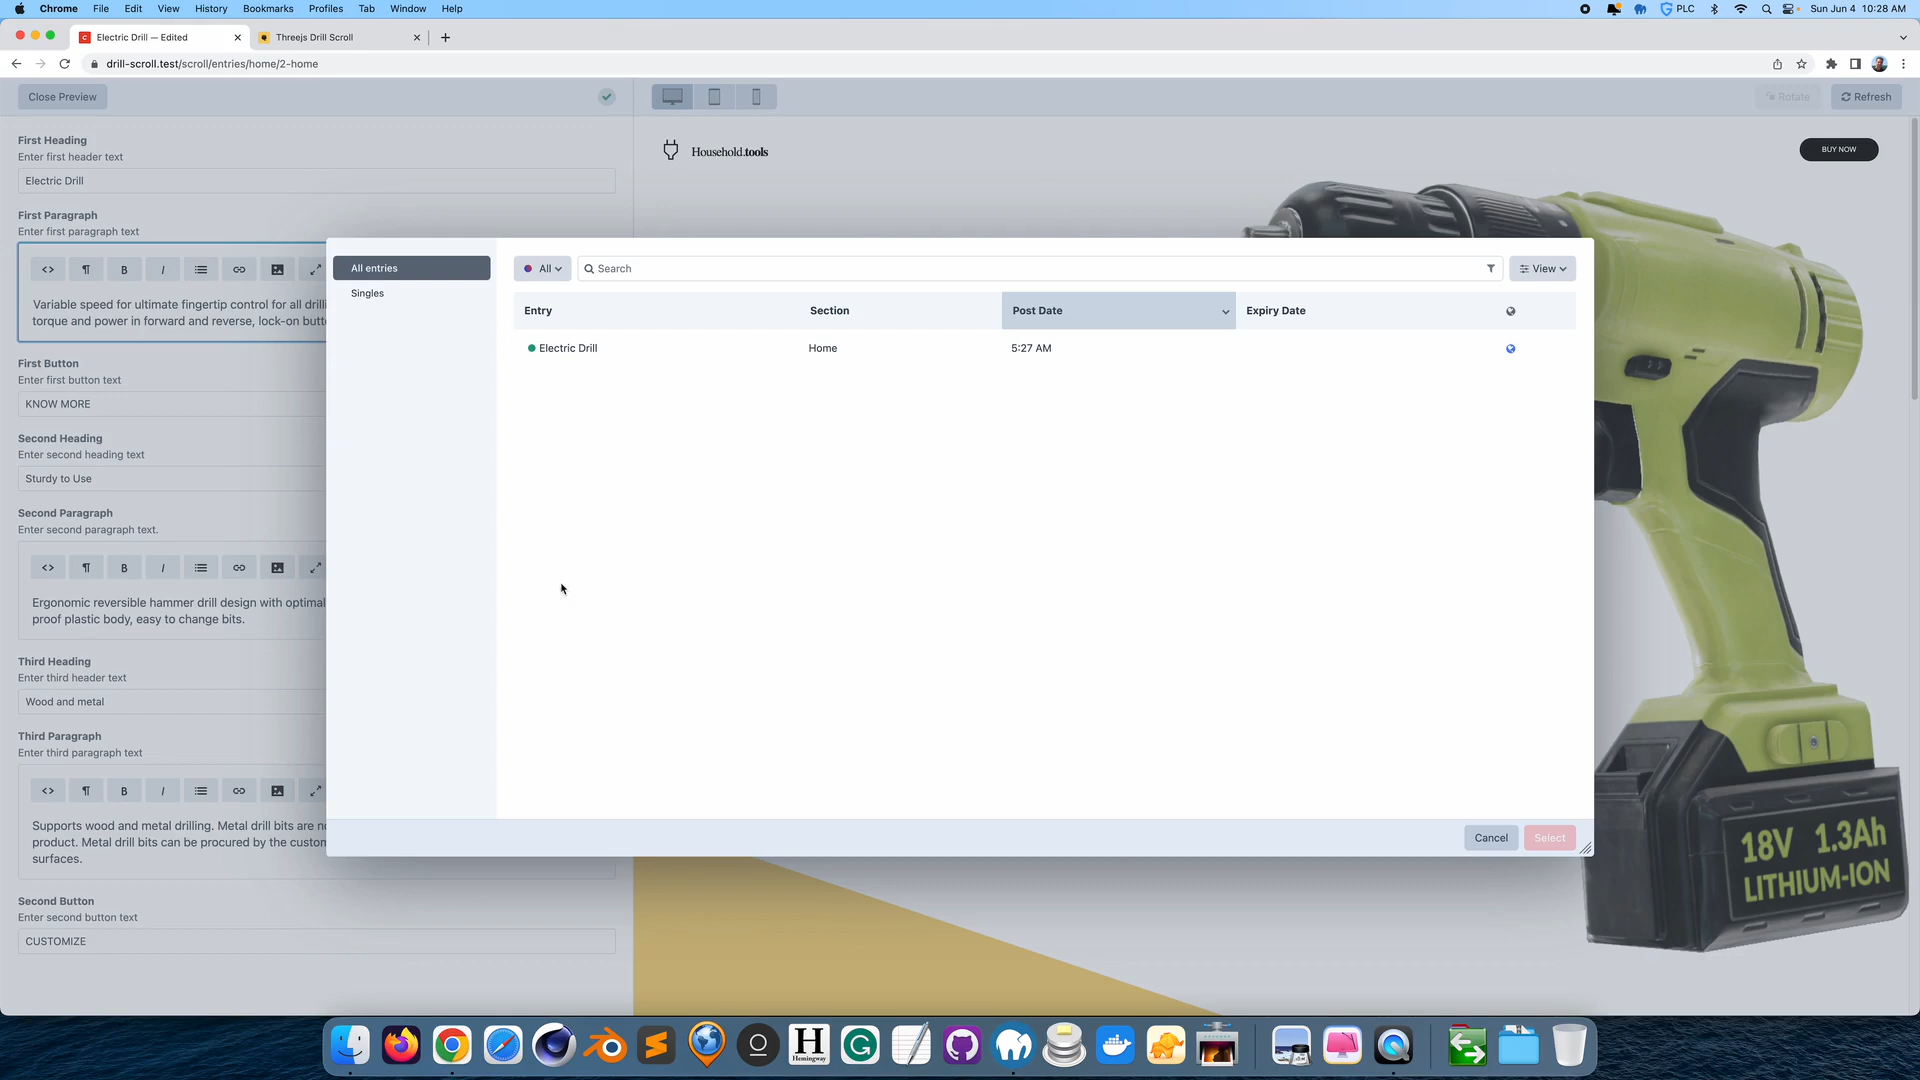 Chrome File Edit View History Bookmarks Profiles Tab Window Help
PLC Sun Jun 4 10:28 AM
Electric Drill — Edited
Threejs Drill Scroll
drill-scroll.test/scroll/entries/home/2-home
Close Preview
Rotate
Refresh
First Heading
Enter first header text
Electric Drill
First Paragraph
Enter first paragraph text
<> ¶ B I
Variable speed for ultimate fingertip control for all drilli
torque and power in forward and reverse, lock-on butt
First Button
Enter first button text
KNOW MORE
Second Heading
Enter second heading text
Sturdy to Use
Second Paragraph
Enter second paragraph text.
<> ¶ B I
Ergonomic reversible hammer drill design with optimal
proof plastic body, easy to change bits.
Third Heading
Enter third header text
Wood and metal
Third Paragraph
Enter third paragraph text
<> ¶ B I
Supports wood and metal drilling. Metal drill bits are no
product. Metal drill bits can be procured by the custom
surfaces.
Second Button
Enter second button text
CUSTOMIZE
Household.tools
BUY NOW
All entries
Singles
All
Search
View
Entry Section Post Date Expiry Date
Electric Drill Home 5:27 AM
Cancel
Select
18V 1.3Ah
LITHIUM-ION
H
Hemingway